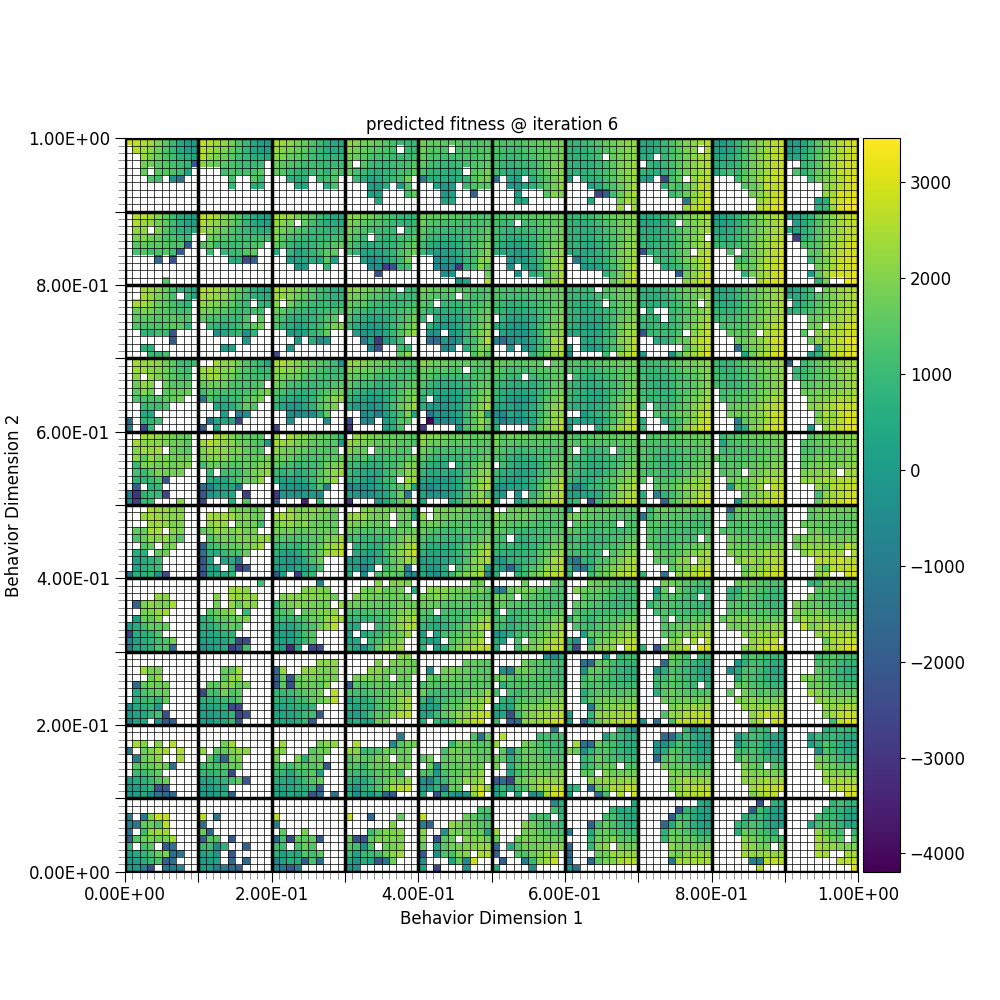 predicted fitness @ iteration 6
1.00E+00
8.00E-01
6.00E-01
4.00E-01
2.00E-01
0.00E+00
Behavior Dimension 2
0.00E+00 2.00E-01 4.00E-01 6.00E-01 8.00E-01 1.00E+00
Behavior Dimension 1
3000
2000
1000
0
−1000
−2000
−3000
−4000